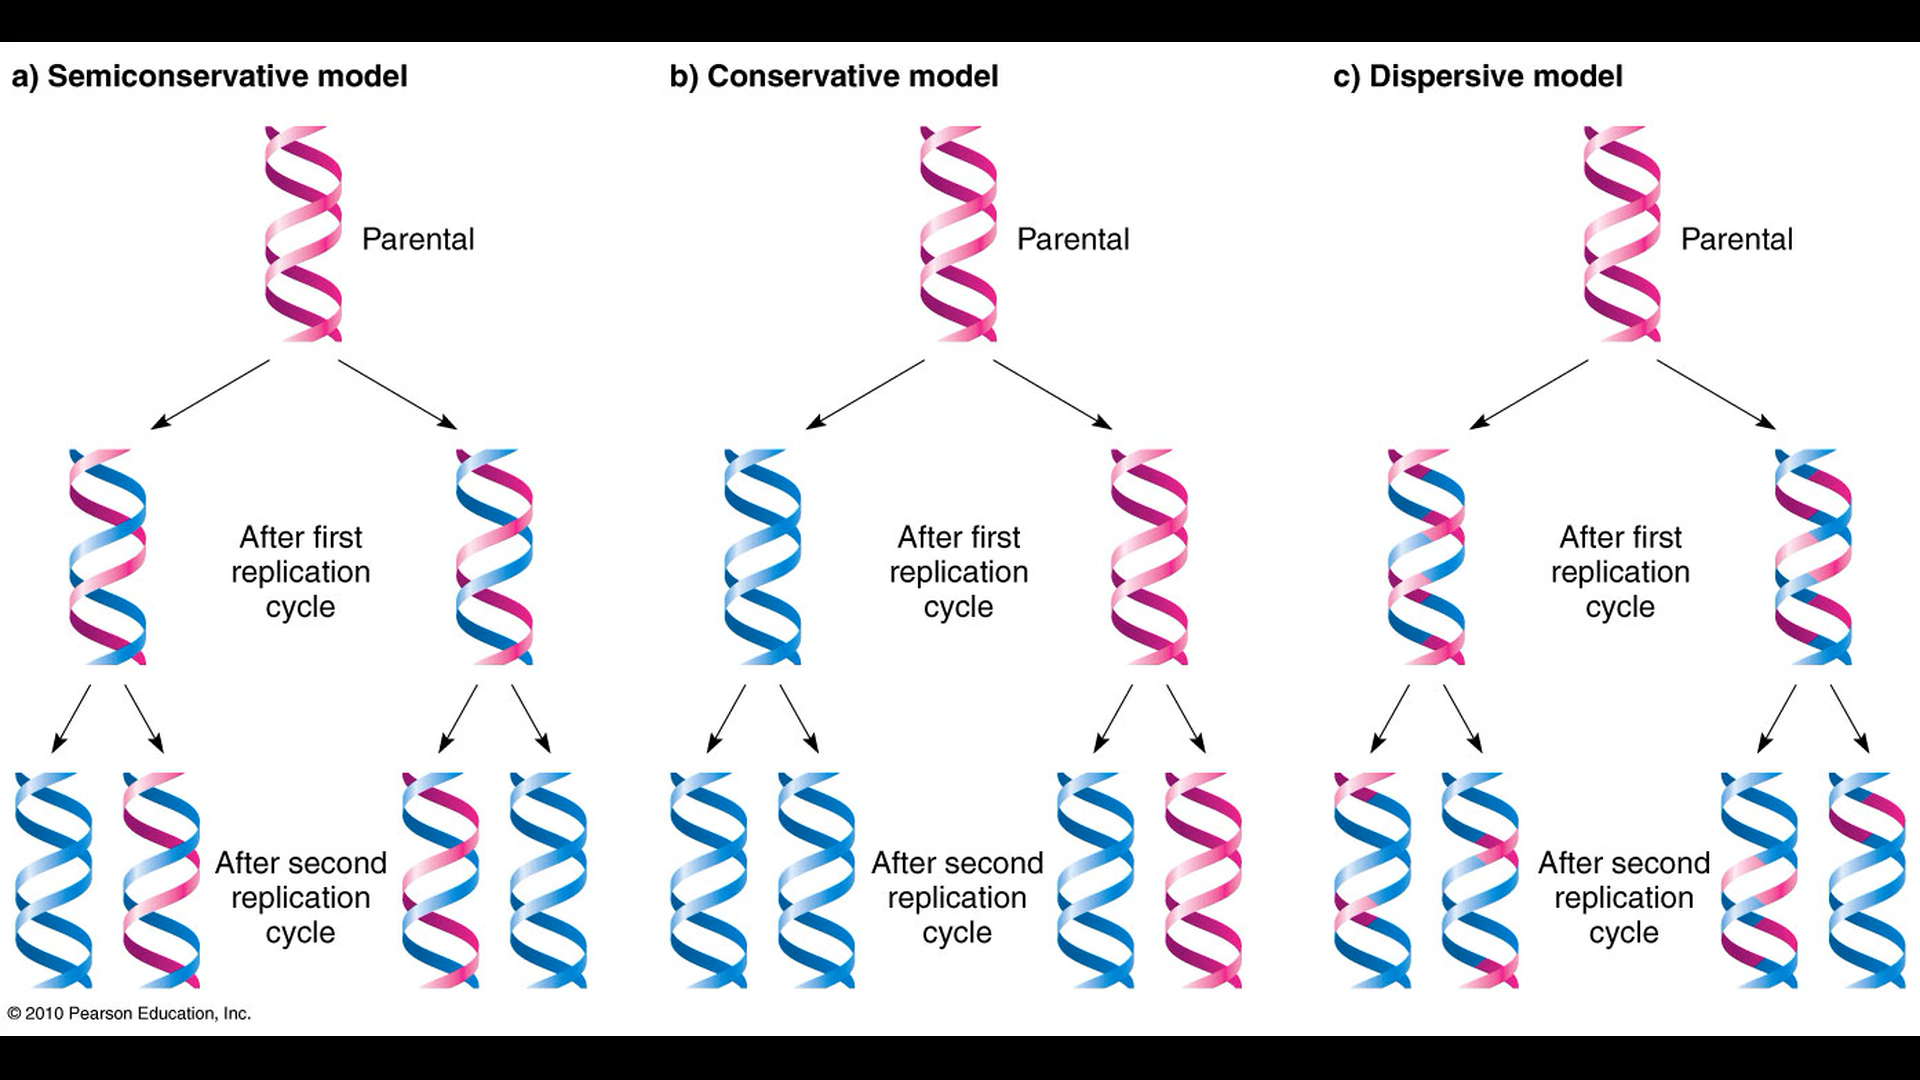 a) Semiconservative model
Parental
After first
replication
cycle
After second
replication
cycle
b) Conservative model
Parental
After first
replication
cycle
After second
replication
cycle
c) Dispersive model
Parental
After first
replication
cycle
After second
replication
cycle
© 2010 Pearson Education, Inc.